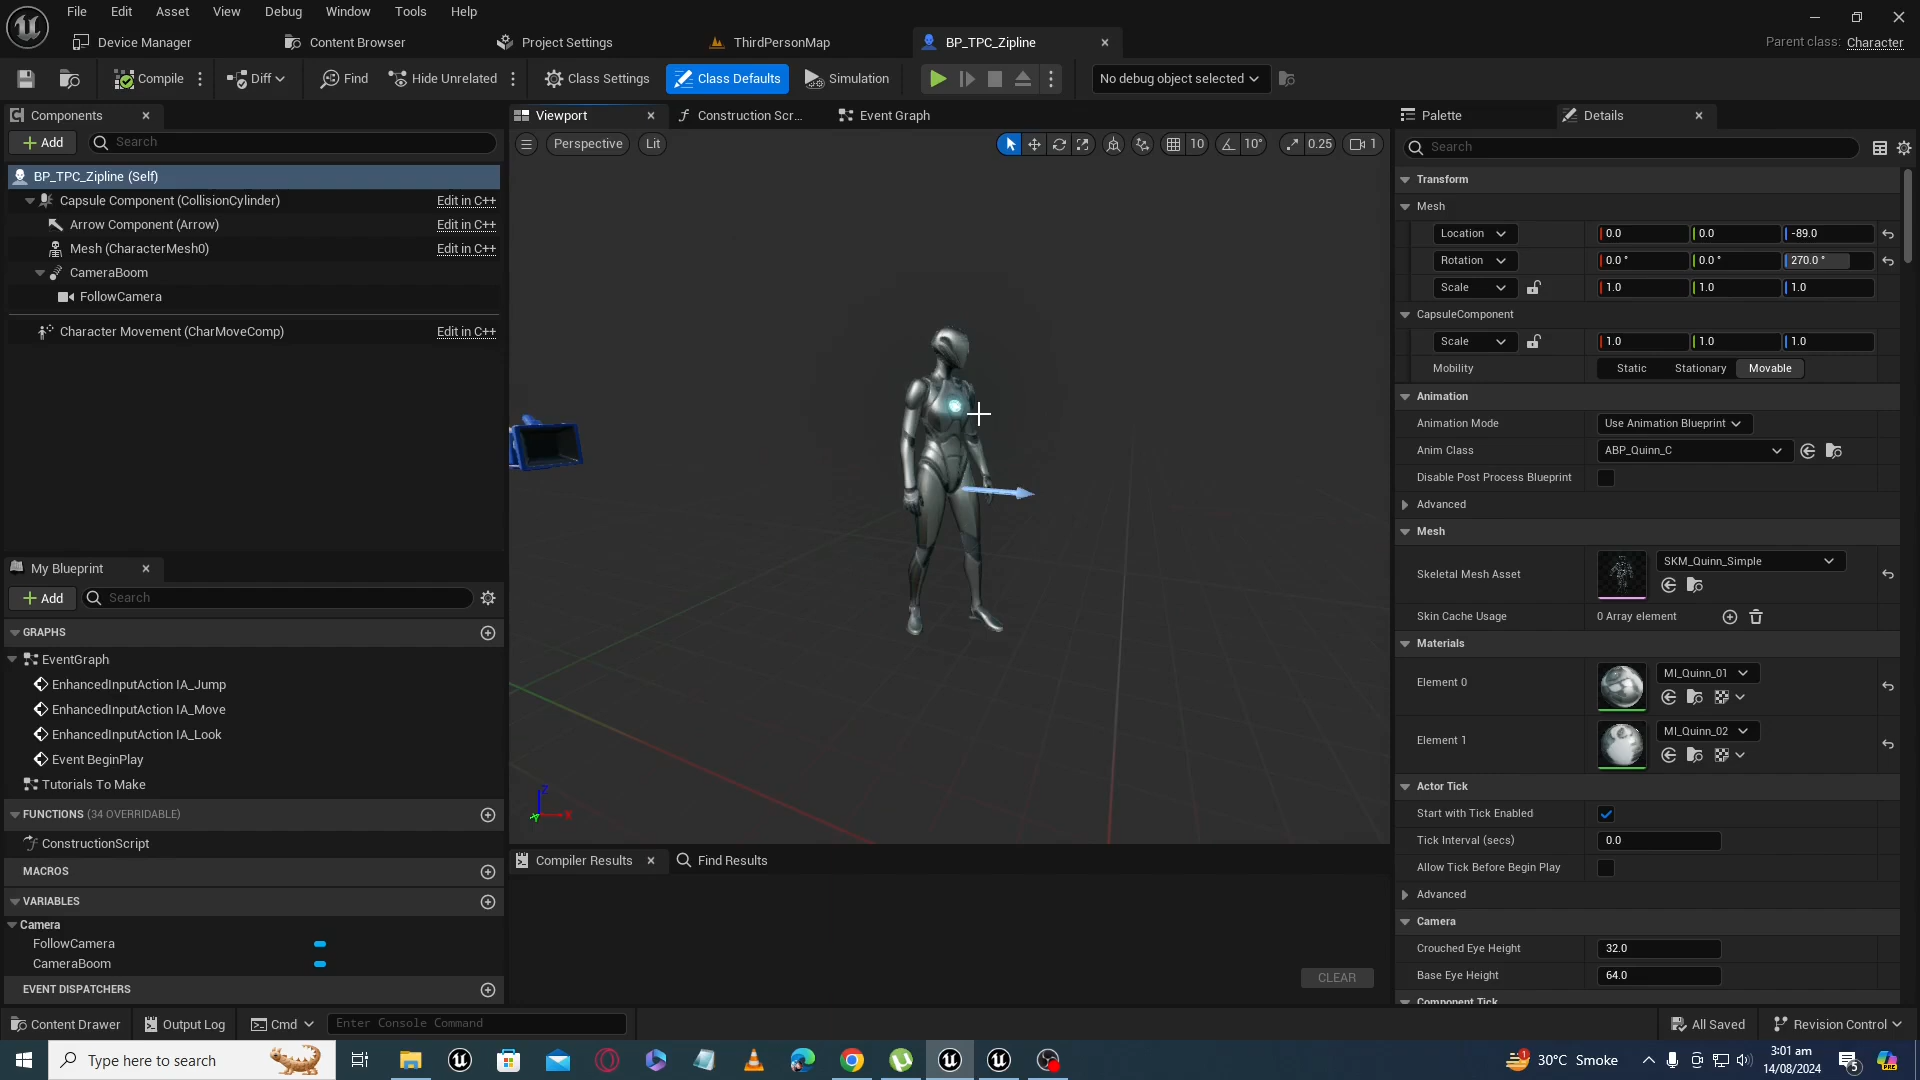 File Edit Asset View Debug Window Tools Help
Device Manager Content Browser Project Settings ThirdPersonMap BP_TPC_Zipline
Parent class: Character
Compile Diff Find Hide Unrelated Class Settings Class Defaults Simulation No debug object selected
Components
Add Search
BP_TPC_Zipline (Self)
Capsule Component (CollisionCylinder) Edit in C++
Arrow Component (Arrow) Edit in C++
Mesh (CharacterMesh0) Edit in C++
CameraBoom
FollowCamera
Character Movement (CharMoveComp) Edit in C++
My Blueprint
Add Search
GRAPHS
EventGraph
EnhancedInputAction IA_Jump
EnhancedInputAction IA_Move
EnhancedInputAction IA_Look
Event BeginPlay
Tutorials To Make
FUNCTIONS (34 OVERRIDABLE)
ConstructionScript
MACROS
VARIABLES
Camera
FollowCamera
CameraBoom
EVENT DISPATCHERS
Viewport Construction Scr... Event Graph
Perspective Lit 10 10° 0.25 1
Z
X
Y
Compiler Results Find Results
CLEAR
Palette Details
Search
Transform
Mesh
Location 0.0 0.0 -89.0
Rotation 0.0 ° 0.0 ° 270.0 °
Scale 1.0 1.0 1.0
CapsuleComponent
Scale 1.0 1.0 1.0
Mobility Static Stationary Movable
Animation
Animation Mode Use Animation Blueprint
Anim Class ABP_Quinn_C
Disable Post Process Blueprint
Advanced
Mesh
Skeletal Mesh Asset SKM_Quinn_Simple
Skin Cache Usage 0 Array element
Materials
Element 0 MI_Quinn_01
Element 1 MI_Quinn_02
Actor Tick
Start with Tick Enabled
Tick Interval (secs) 0.0
Allow Tick Before Begin Play
Advanced
Camera
Crouched Eye Height 32.0
Base Eye Height 64.0
Component Tick
Content Drawer Output Log Cmd Enter Console Command All Saved Revision Control
Type here to search 1 30°C Smoke 3:01 am
14/08/2024 5 PRE